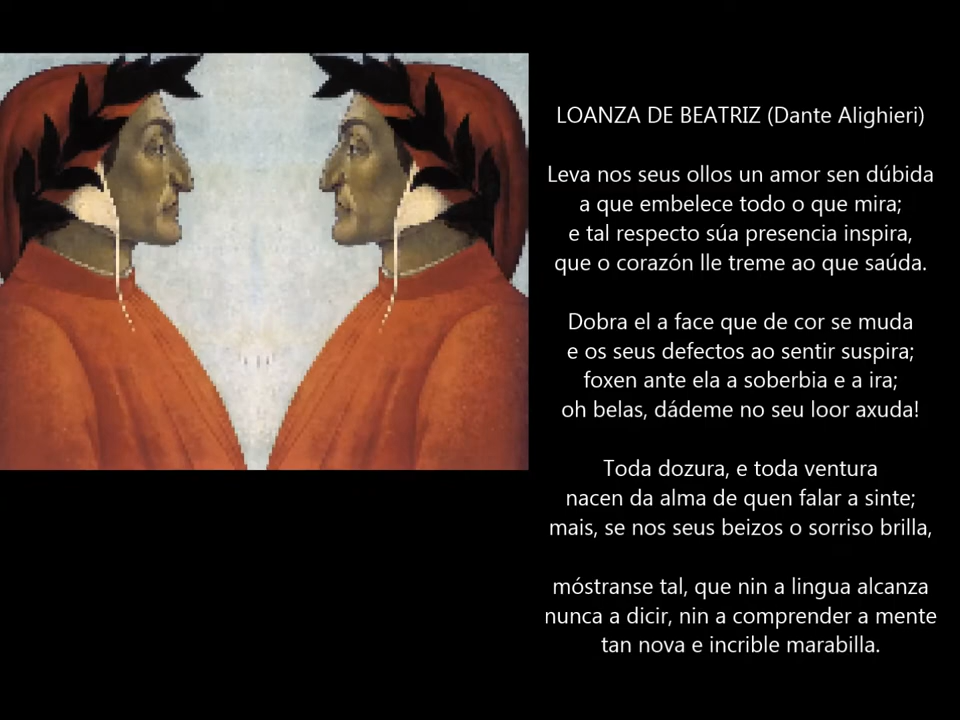 LOANZA DE BEATRIZ (Dante Alighieri)
Leva nos seus ollos un amor sen dúbida
a que embelece todo o que mira;
e tal respecto súa presencia inspira,
que o corazón lle treme ao que saúda.
Dobra el a face que de cor se muda
e os seus defectos ao sentir suspira;
foxen ante ela a soberbia e a ira;
oh belas, dádeme no seu loor axuda!
Toda dozura, e toda ventura
nacen da alma de quen falar a sinte;
mais, se nos seus beizos o sorriso brilla,
móstranse tal, que nin a lingua alcanza
nunca a dicir, nin a comprender a mente
tan nova e incrible marabilla.